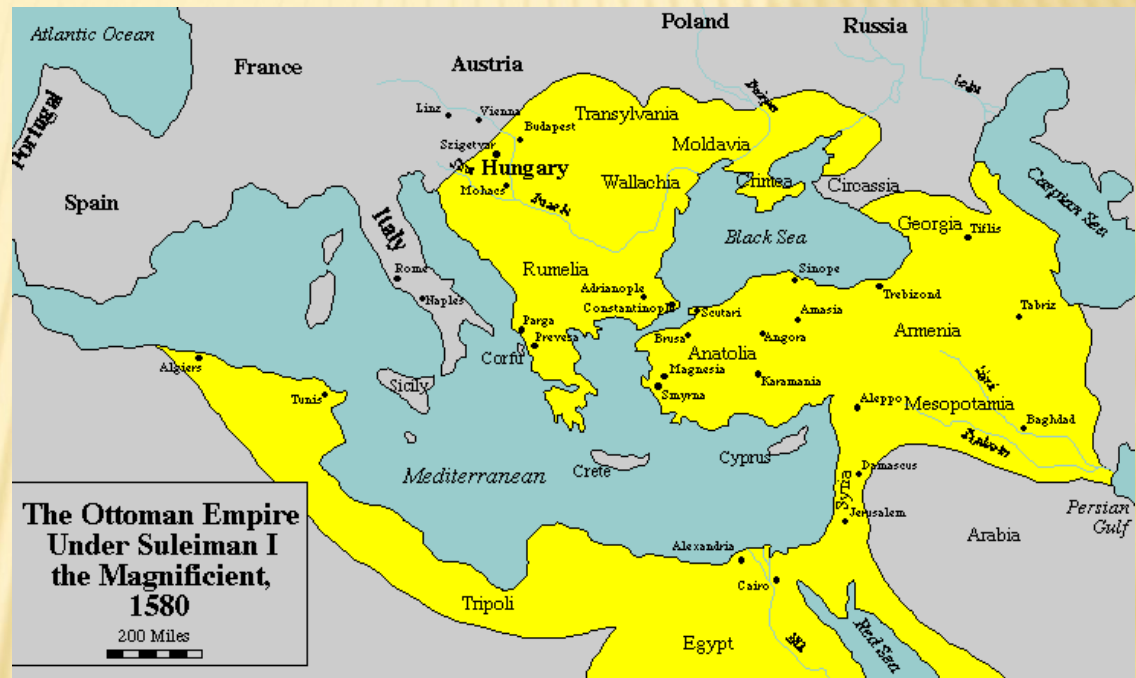 Atlantic Ocean
Poland
Russia
France
Austria
Portugal
Linz
Vienna
Transylvania
Budapest
Szigetvar
Moldavia
Hungary
Mohacs
Wallachia
Crimea
Circassia
Caspian Sea
Spain
Italy
Georgia
Tiflis
Black Sea
Rome
Rumelia
Sinope
Naples
Adrianople
Constantinople
Scutari
Trebizond
Amasia
Tabriz
Parga
Prevesa
Brusa
Angora
Armenia
Corfu
Anatolia
Algiers
Magnesia
Karamania
Sicily
Smyrna
Tunis
Aleppo
Mesopotamia
Baghdad
Cyprus
Crete
Mediterranean
Damascus
Syria
Persian
Gulf
Jerusalem
Arabia
The Ottoman Empire
Under Suleiman I
the Magnificient,
1580
200 Miles
Alexandria
Cairo
Tripoli
Egypt
Red Sea